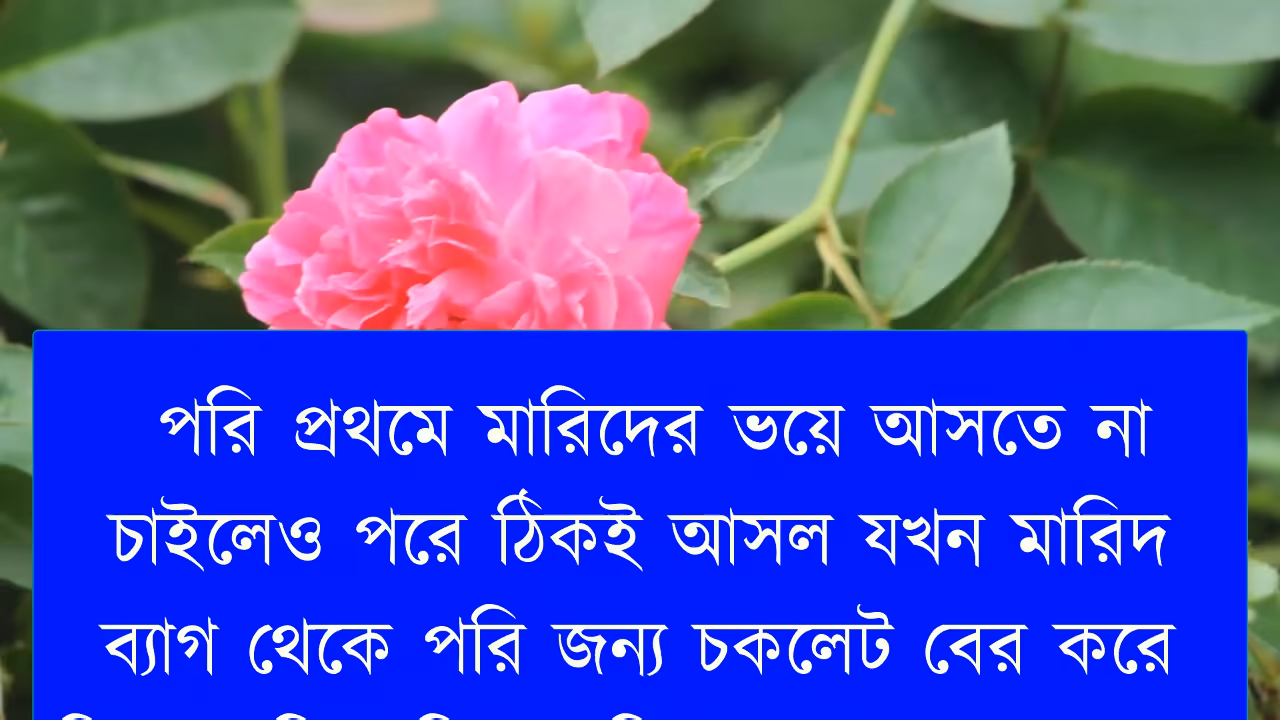 পরি প্রথমে মারিদের ভয়ে আসতে না
চাইলেও পরে ঠিকই আসল যখন মারিদ
ব্যাগ থেকে পরি জন্য চকলেট বের করে